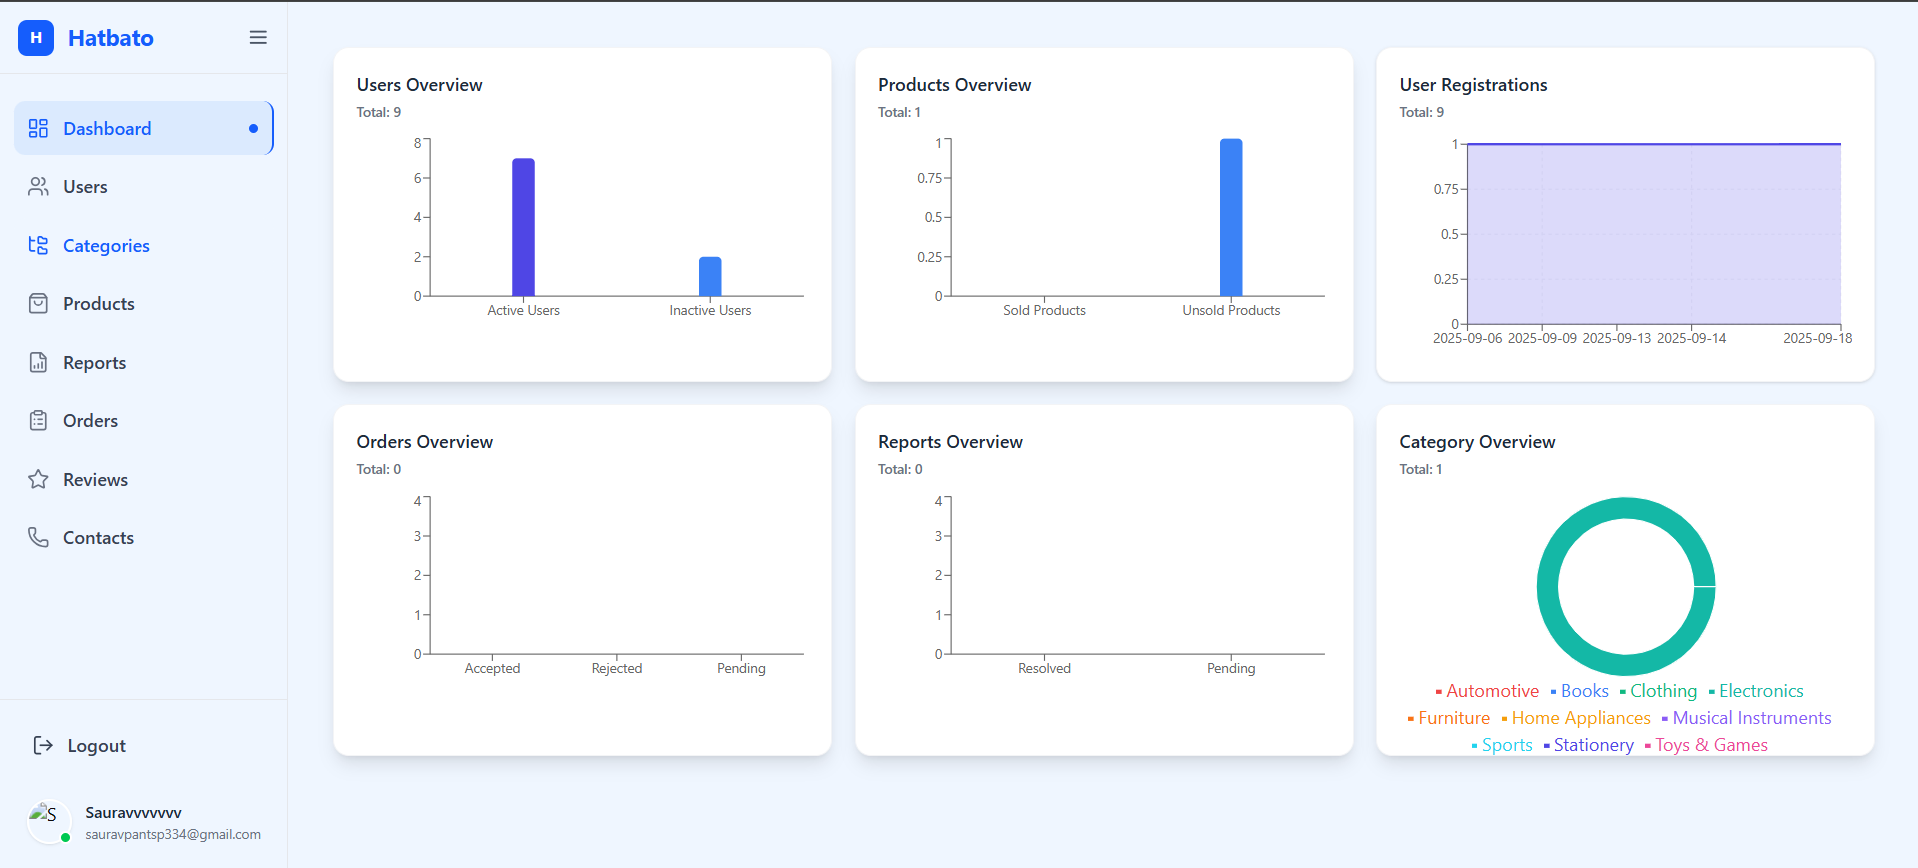 H Hatbato
Dashboard
Users
Categories
Products
Reports
Orders
Reviews
Contacts
Logout
S
Sauravvvvvvv
sauravpantsp334@gmail.com
Users Overview
Total: 9
8
6
4
2
0
Active Users Inactive Users
Products Overview
Total: 1
1
0.75
0.5
0.25
0
Sold Products Unsold Products
User Registrations
Total: 9
1
0.75
0.5
0.25
0
2025-09-06 2025-09-09 2025-09-13 2025-09-14 2025-09-18
Orders Overview
Total: 0
4
3
2
1
0
Accepted Rejected Pending
Reports Overview
Total: 0
4
3
2
1
0
Resolved Pending
Category Overview
Total: 1
Automotive Books Clothing Electronics
Furniture Home Appliances Musical Instruments
Sports Stationery Toys & Games